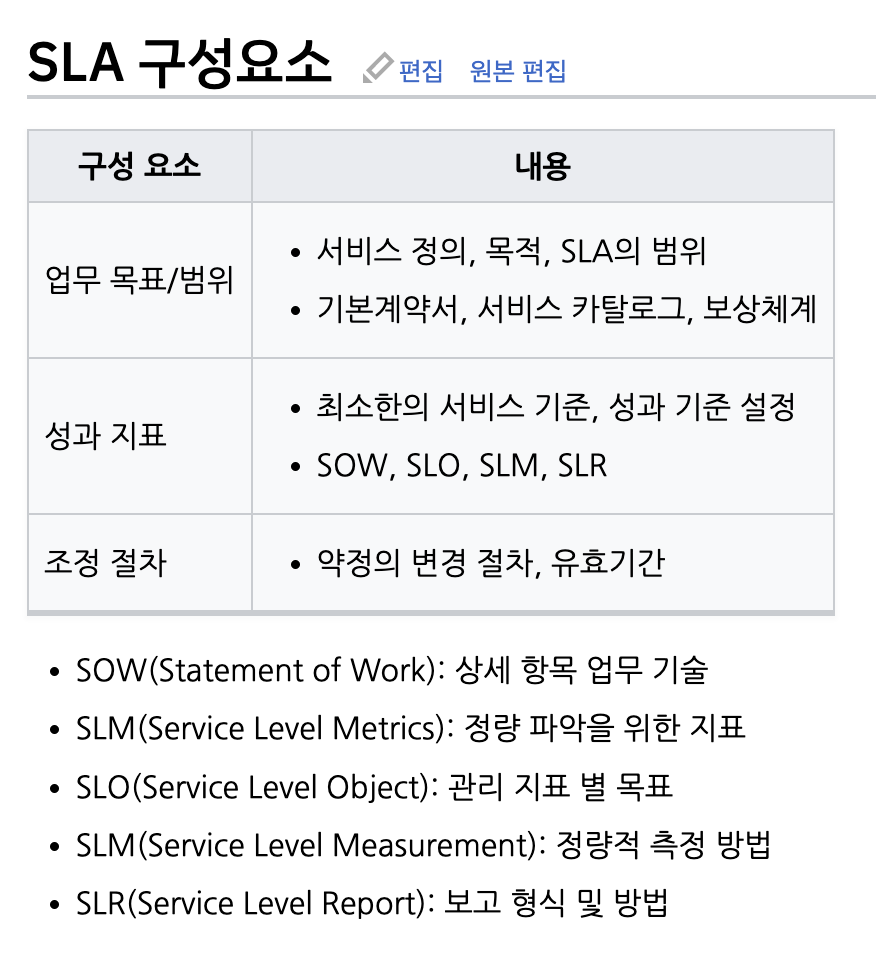 SLA 구성요소 편집 원본 편집
구성 요소 내용
업무 목표/범위
서비스 정의, 목적, SLA의 범위
기본계약서, 서비스 카탈로그, 보상체계
성과 지표
최소한의 서비스 기준, 성과 기준 설정
SOW, SLO, SLM, SLR
조정 절차
약정의 변경 절차, 유효기간
SOW(Statement of Work): 상세 항목 업무 기술
SLM(Service Level Metrics): 정량 파악을 위한 지표
SLO(Service Level Object): 관리 지표 별 목표
SLM(Service Level Measurement): 정량적 측정 방법
SLR(Service Level Report): 보고 형식 및 방법